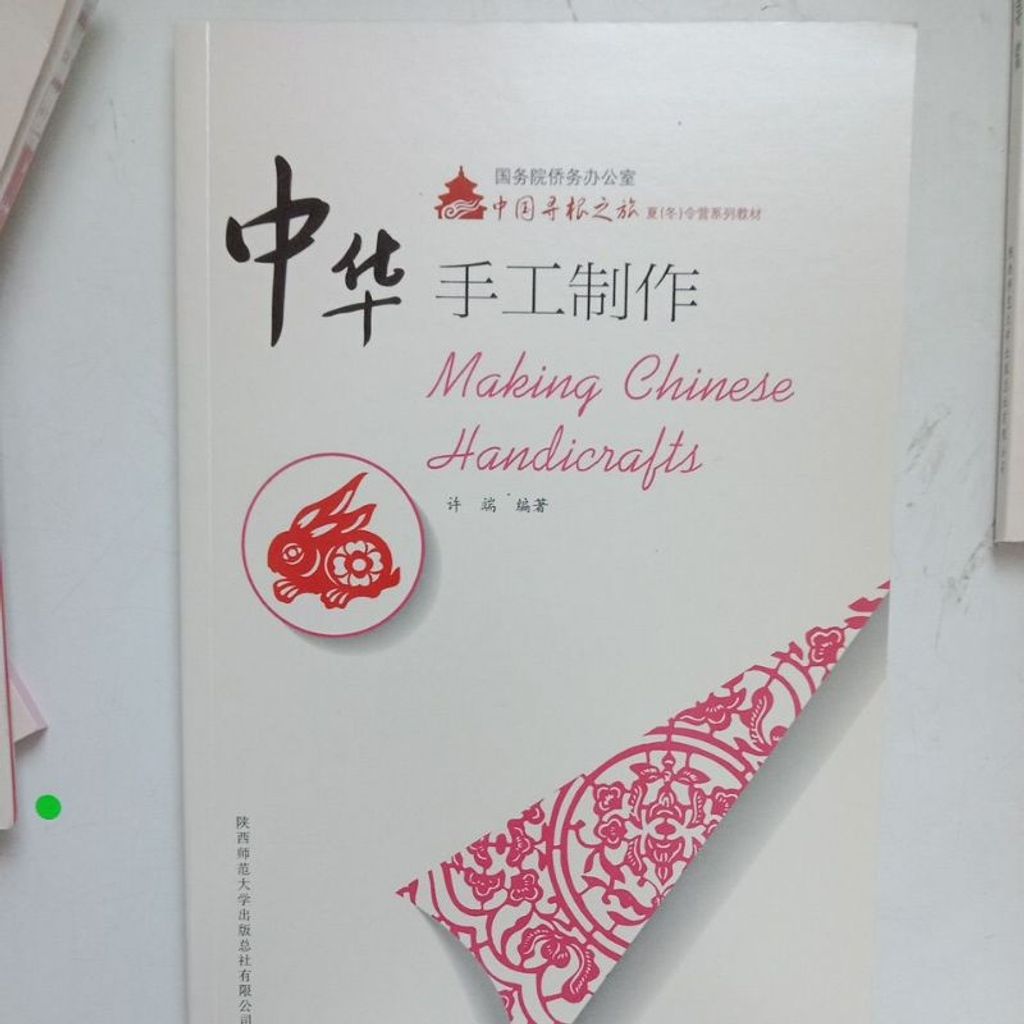 国务院侨务办公室
中国寻根之旅 夏(冬)令营系列教材
中华 手工制作
Making Chinese
Handicrafts
许 端 编著
陕西师范大学出版总社有限公司